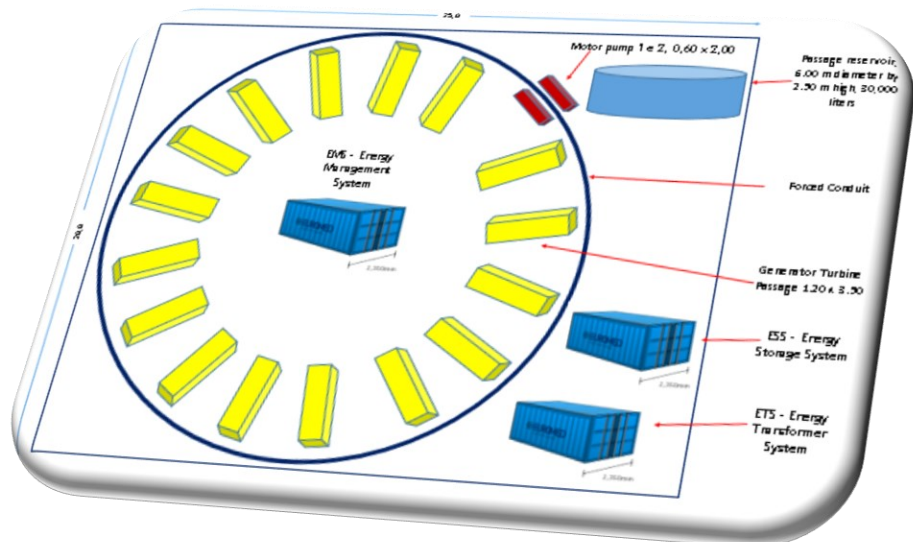 25,0
Motor pump 1 e 2, 0,60 x 2,00
Passage reservoir,
6.00 m diameter by
2.50 m high, 30,000
liters
EMS - Energy
Management
System
Forced Conduit
20,0
Generator Turbine
Passage 1.20 x 3.50
ESS - Energy
Storage System
ETS - Energy
Transformer
System